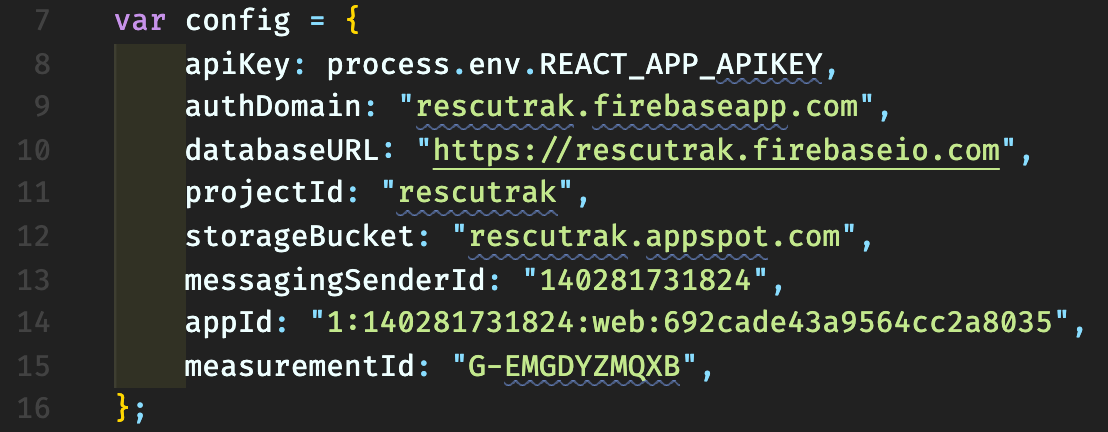 7 var config = {
8 apiKey: process.env.REACT_APP_APIKEY,
9 authDomain: "rescutrak.firebaseapp.com",
10 databaseURL: "https://rescutrak.firebaseio.com",
11 projectId: "rescutrak",
12 storageBucket: "rescutrak.appspot.com",
13 messagingSenderId: "140281731824",
14 appId: "1:140281731824:web:692cade43a9564cc2a8035",
15 measurementId: "G-EMGDYZMQXB",
16 };